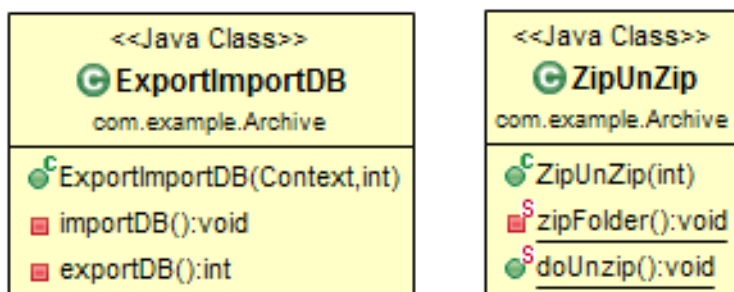 <<Java Class>>
ExportImportDB
com.example.Archive
ExportImportDB(Context,int)
importDB():void
exportDB():int
<<Java Class>>
ZipUnZip
com.example.Archive
ZipUnZip(int)
zipFolder():void
doUnzip():void